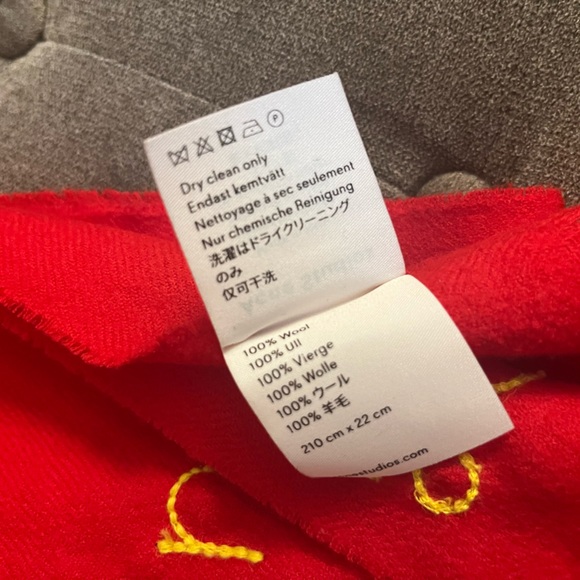 P
Dry clean only
Endast kemtvätt
Nettoyage à sec seulement
Nur chemische Reinigung
洗濯はドライクリーニング
のみ
仅可干洗
100% Wool
100% Ull
100% Vierge
100% Wolle
100% ウール
100% 羊毛
210 cm x 22 cm
studios.com